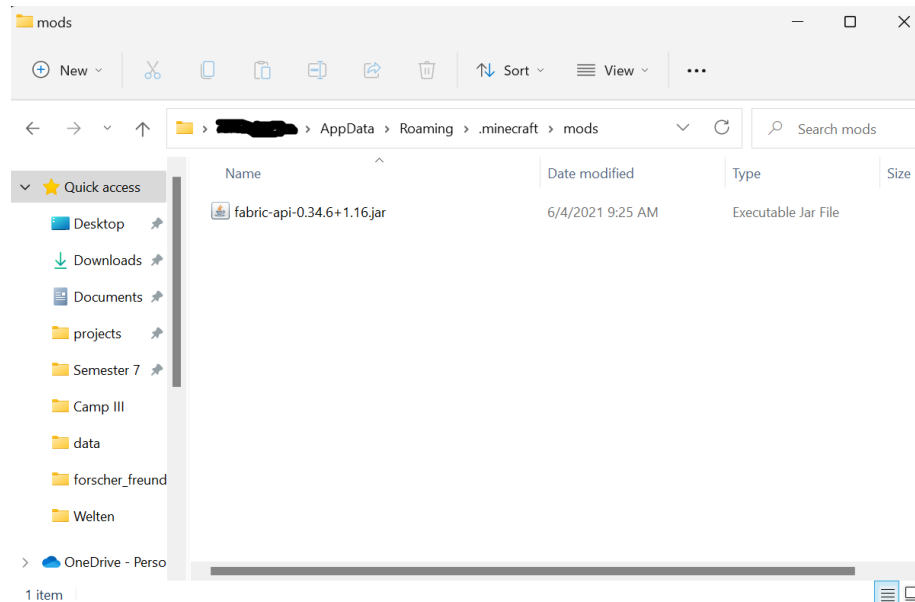 mods
New
Sort
View
AppData > Roaming > .minecraft > mods
Search mods
Quick access
Desktop
Downloads
Documents
projects
Semester 7
Camp III
data
forscher_freund
Welten
OneDrive - Perso
Name
Date modified
Type
Size
fabric-api-0.34.6+1.16.jar
6/4/2021 9:25 AM
Executable Jar File
1 item